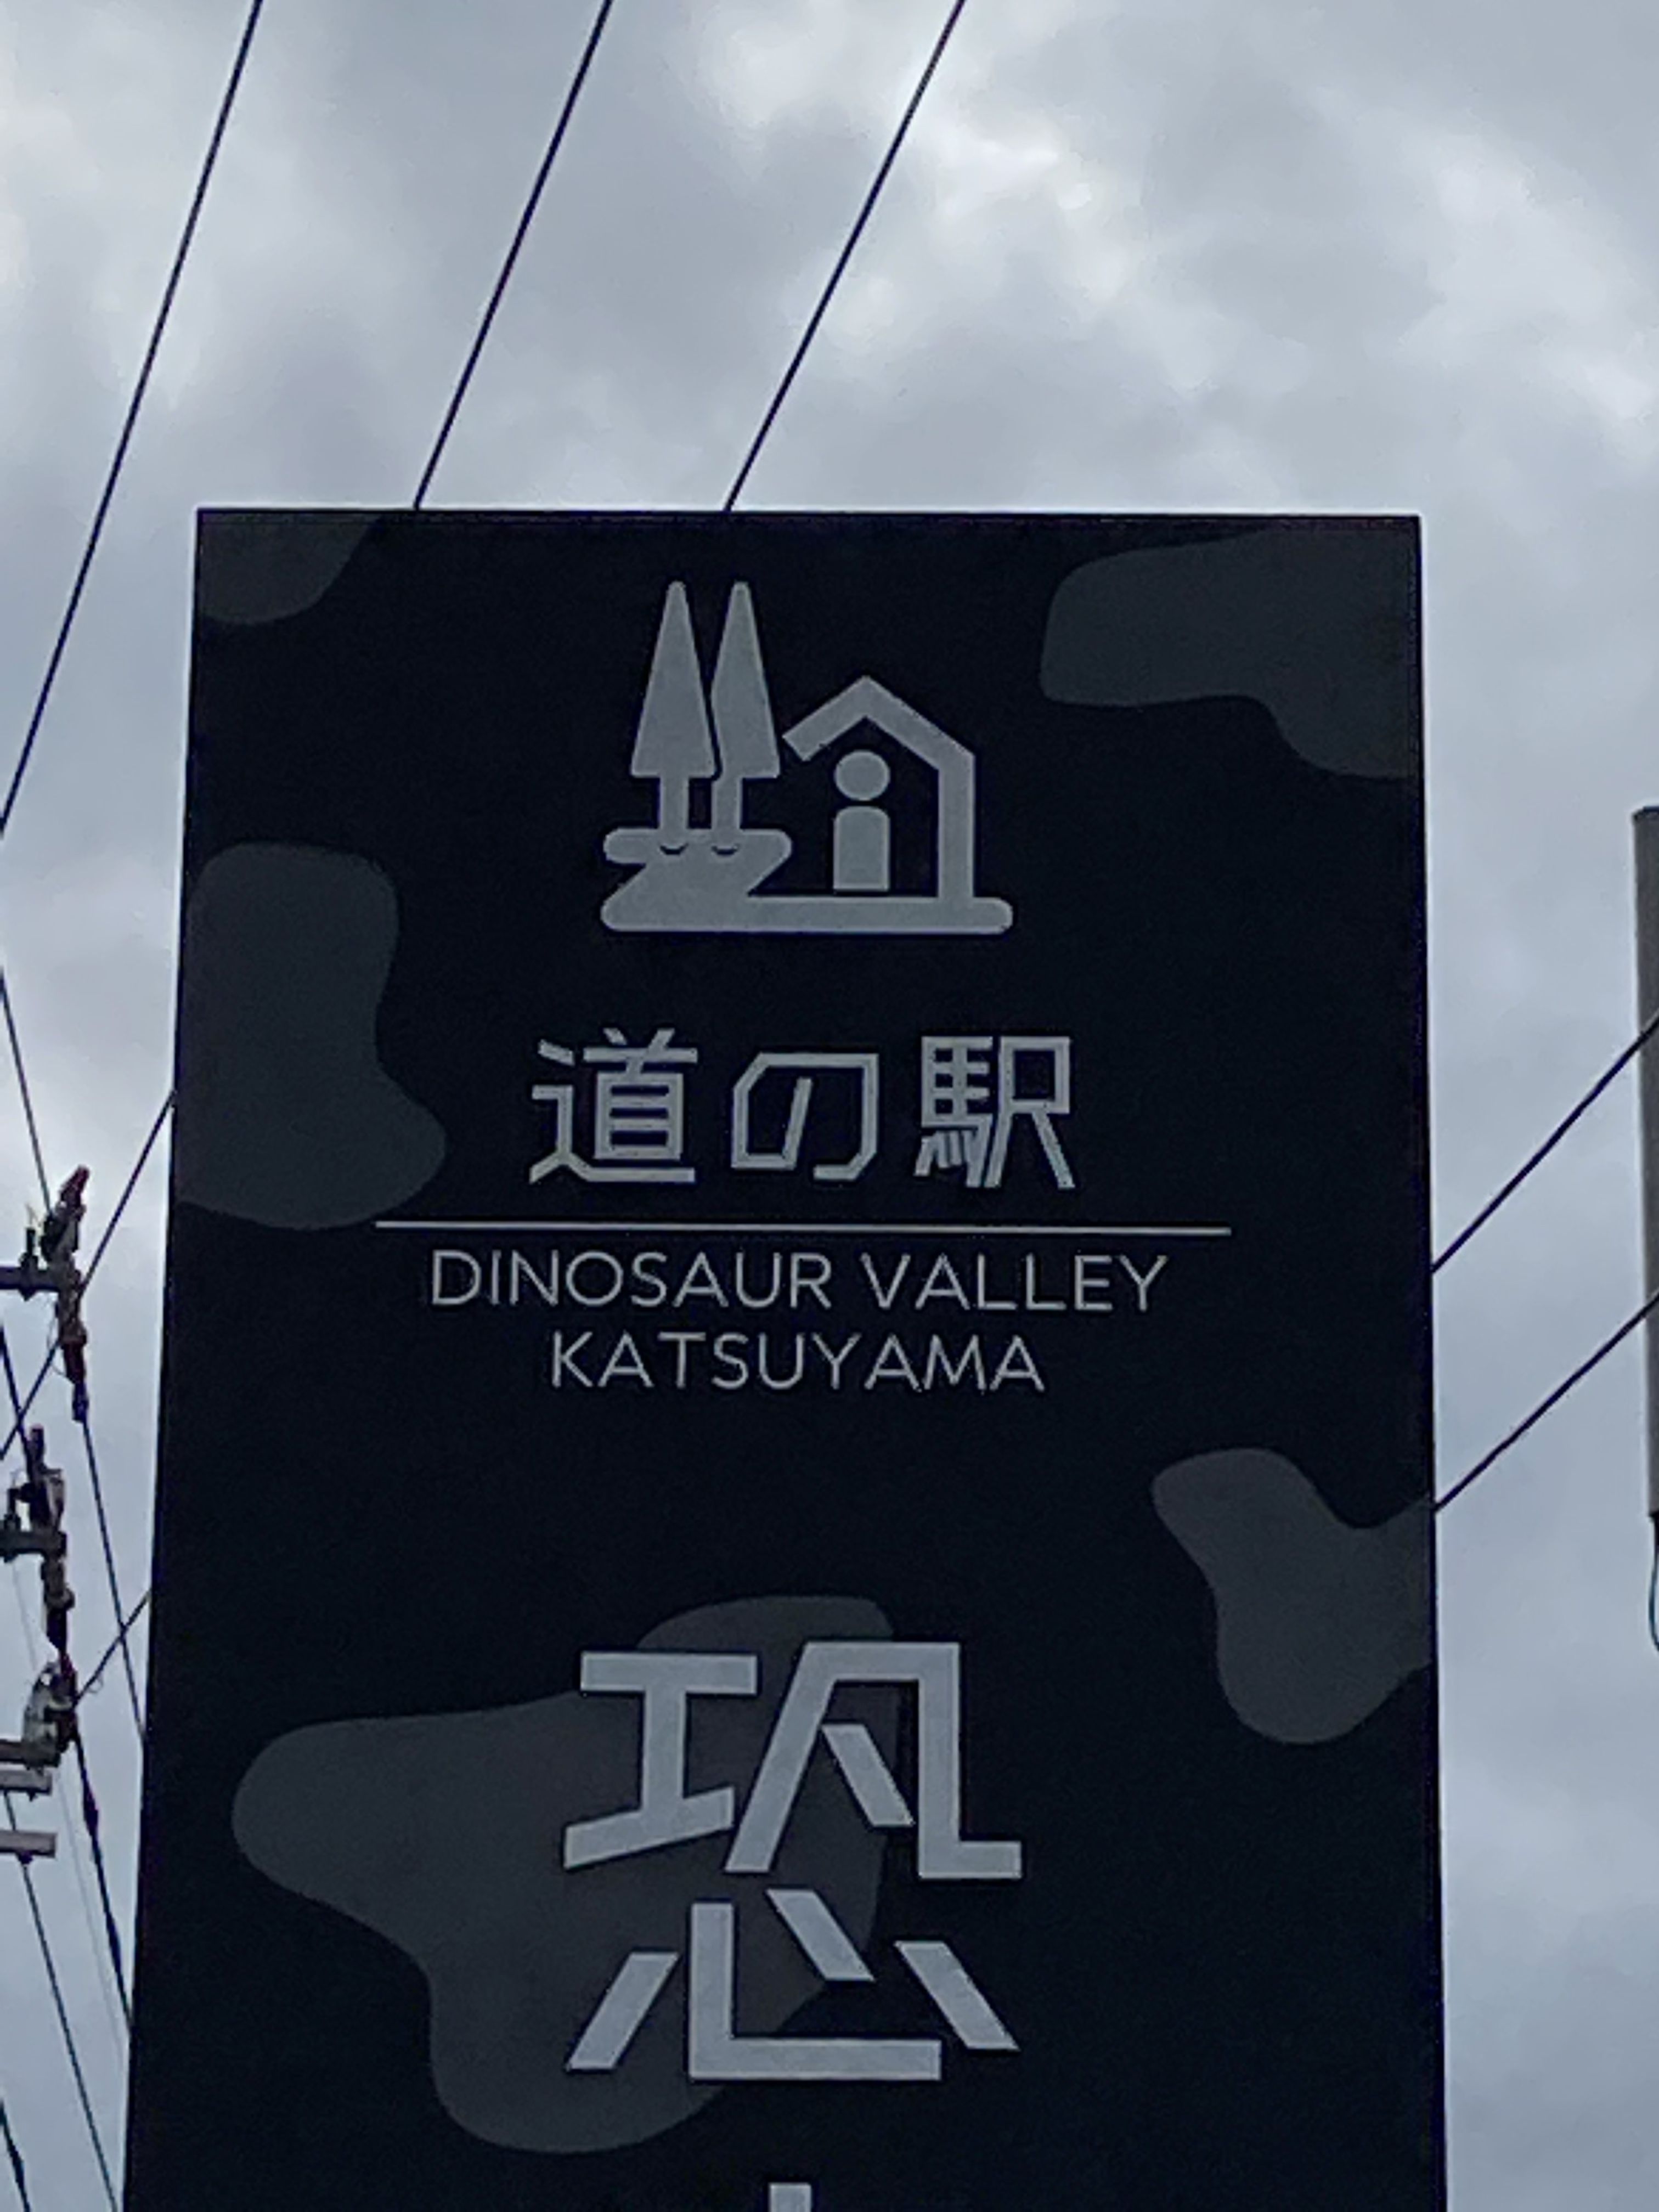 道の駅
DINOSAUR VALLEY
KATSUYAMA
恐